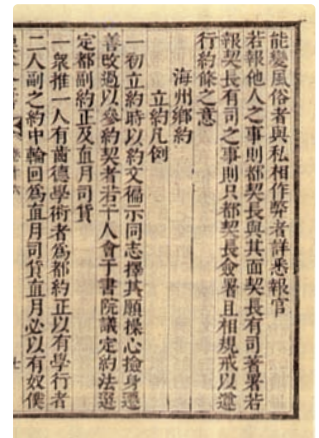 能變風俗者與私相作弊者詳悉報官
若報他人之事則都契長與其面契長有司著署若
報契長有司之事則只都契長僉署且相規戒以遵
行約條之意
海州鄕約
立約凡例
一初立約時以約文徧示同志擇其願操心撿身遷
善改過以參約契者若干人會于書院議定約法選
定都副約正及直月司貨
一衆推一人有齒德學術者爲都約正以有學行者
二人副之約中輪回爲直月司貨直月必以有奴僕
七